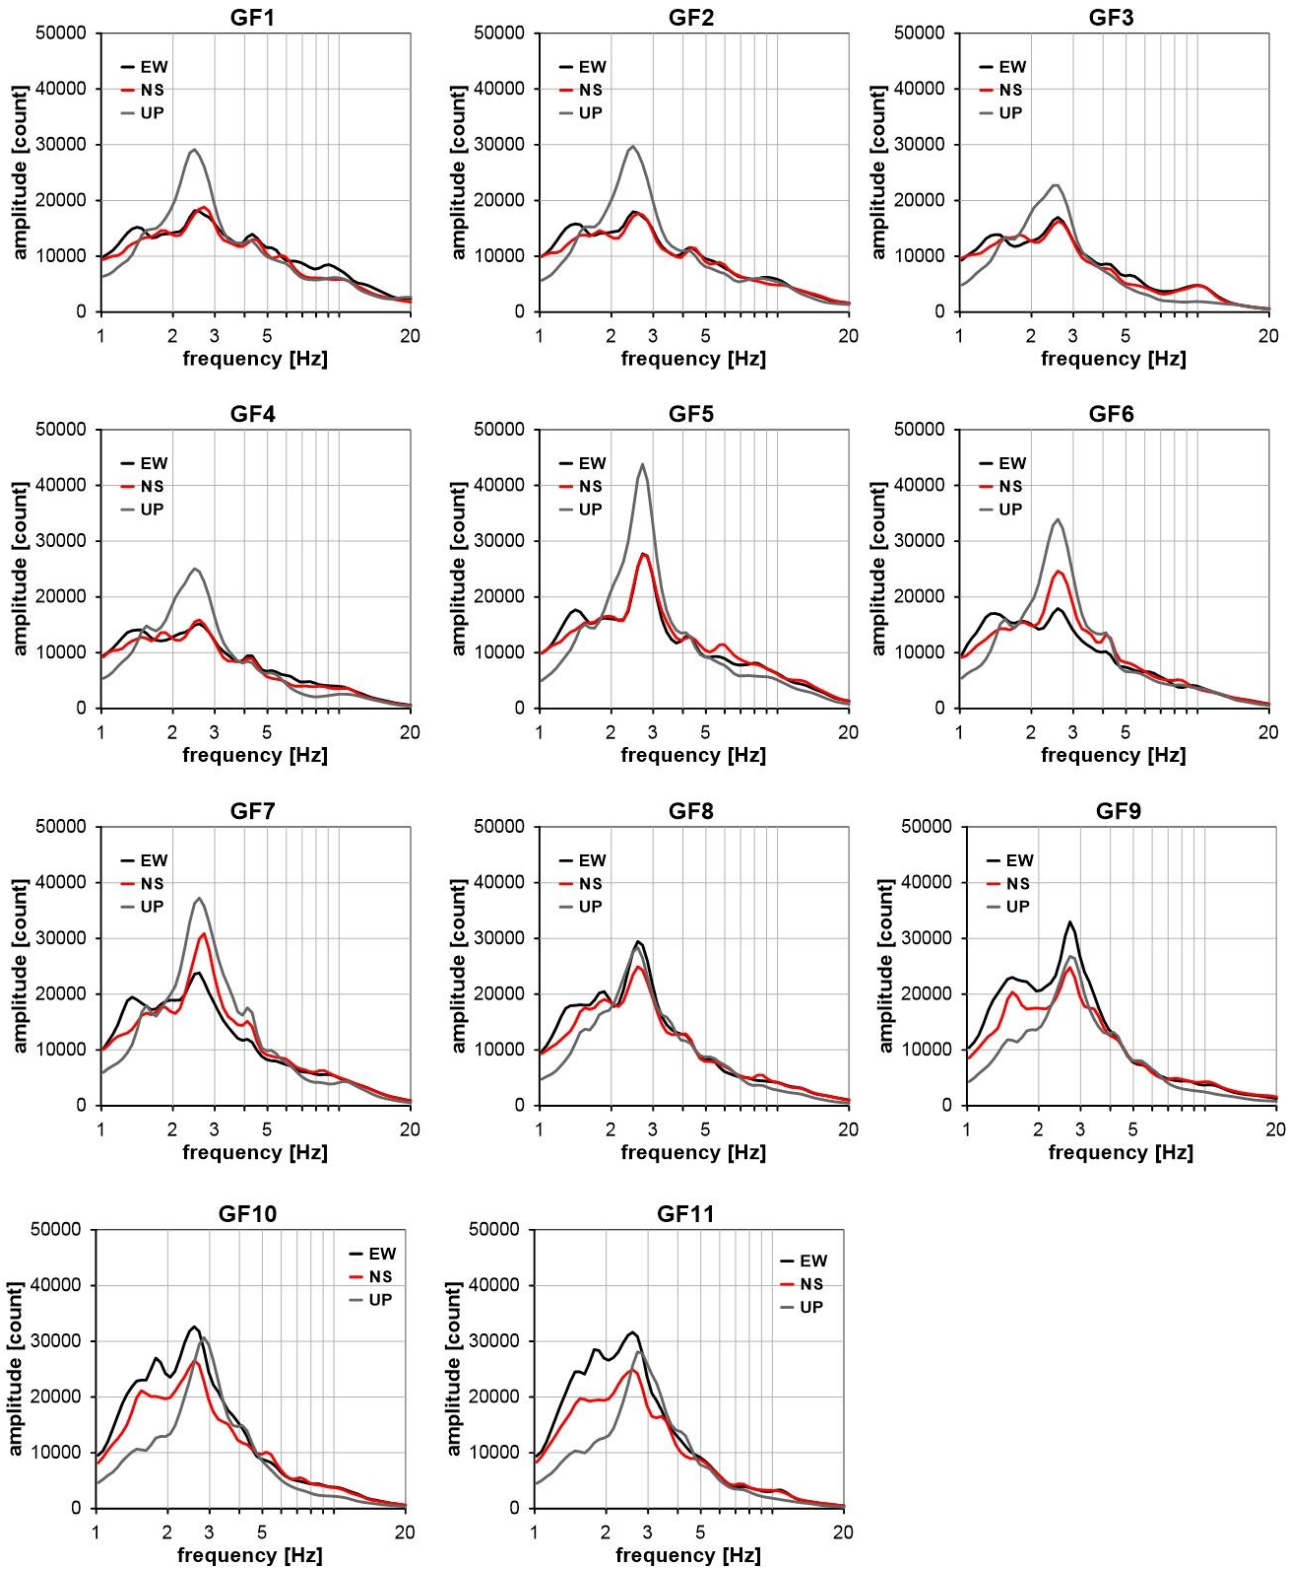 GF1
50000
40000
30000
20000
10000
0
amplitude [count]
EW
NS
UP
1 2 3 5 20
frequency [Hz]
GF2
50000
40000
30000
20000
10000
0
amplitude [count]
EW
NS
UP
1 2 3 5 20
frequency [Hz]
GF3
50000
40000
30000
20000
10000
0
amplitude [count]
EW
NS
UP
1 2 3 5 20
frequency [Hz]
GF4
50000
40000
30000
20000
10000
0
amplitude [count]
EW
NS
UP
1 2 3 5 20
frequency [Hz]
GF5
50000
40000
30000
20000
10000
0
amplitude [count]
EW
NS
UP
1 2 3 5 20
frequency [Hz]
GF6
50000
40000
30000
20000
10000
0
amplitude [count]
EW
NS
UP
1 2 3 5 20
frequency [Hz]
GF7
50000
40000
30000
20000
10000
0
amplitude [count]
EW
NS
UP
1 2 3 5 20
frequency [Hz]
GF8
50000
40000
30000
20000
10000
0
amplitude [count]
EW
NS
UP
1 2 3 5 20
frequency [Hz]
GF9
50000
40000
30000
20000
10000
0
amplitude [count]
EW
NS
UP
1 2 3 5 20
frequency [Hz]
GF10
50000
40000
30000
20000
10000
0
amplitude [count]
EW
NS
UP
1 2 3 5 20
frequency [Hz]
GF11
50000
40000
30000
20000
10000
0
amplitude [count]
EW
NS
UP
1 2 3 5 20
frequency [Hz]